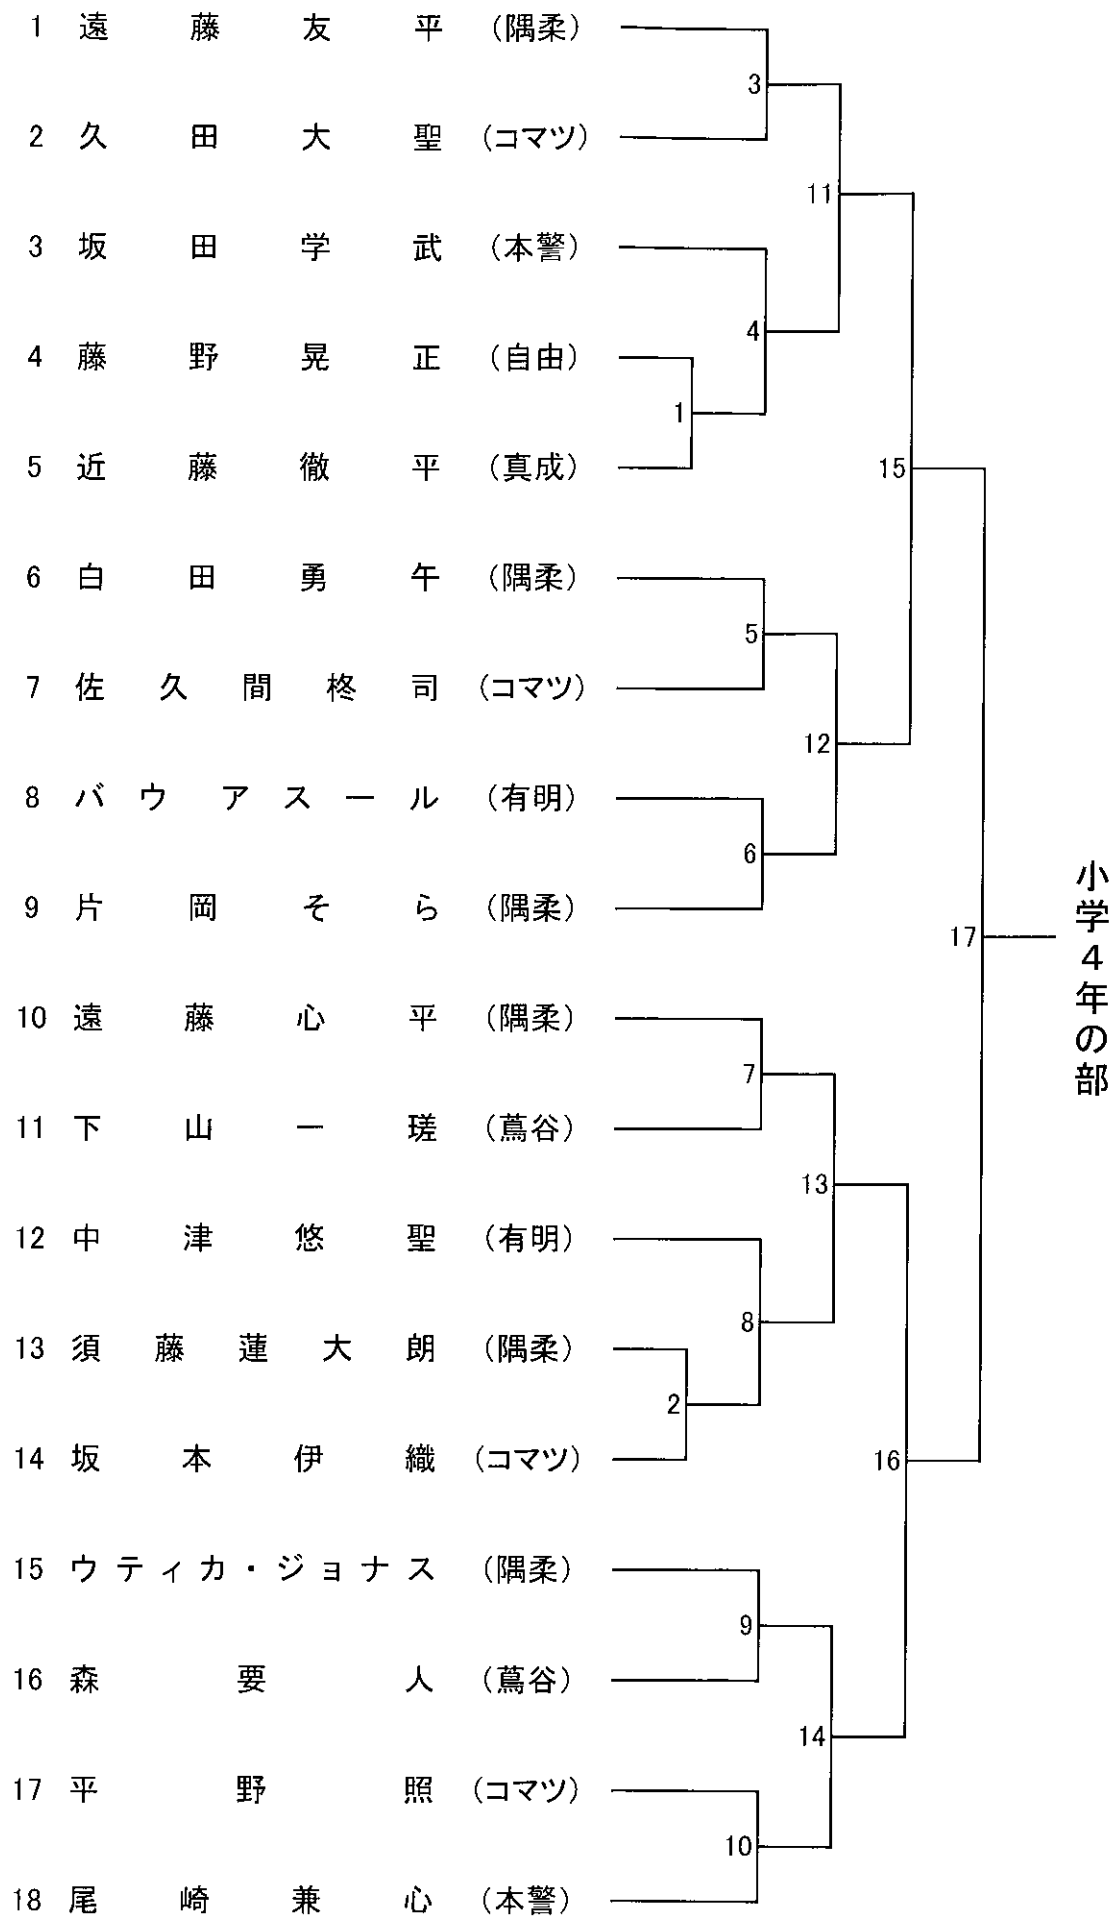 1 遠藤友平 (隅柔)
3
2 久田大聖 (コマツ)
11
3 坂田学武 (本警)
4
4 藤野晃正 (自由)
1
5 近藤徹平 (真成)
15
6 白田勇午 (隅柔)
5
7 佐久間柊司 (コマツ)
12
8 バウアスール (有明)
6
9 片岡そら (隅柔)
17
小学4年の部
10 遠藤心平 (隅柔)
7
11 下山一瑳 (蔦谷)
13
12 中津悠聖 (有明)
8
13 須藤蓮大朗 (隅柔)
2
14 坂本伊織 (コマツ)
16
15 ウティカ・ジョナス (隅柔)
9
16 森要人 (蔦谷)
14
17 平野照 (コマツ)
10
18 尾崎兼心 (本警)